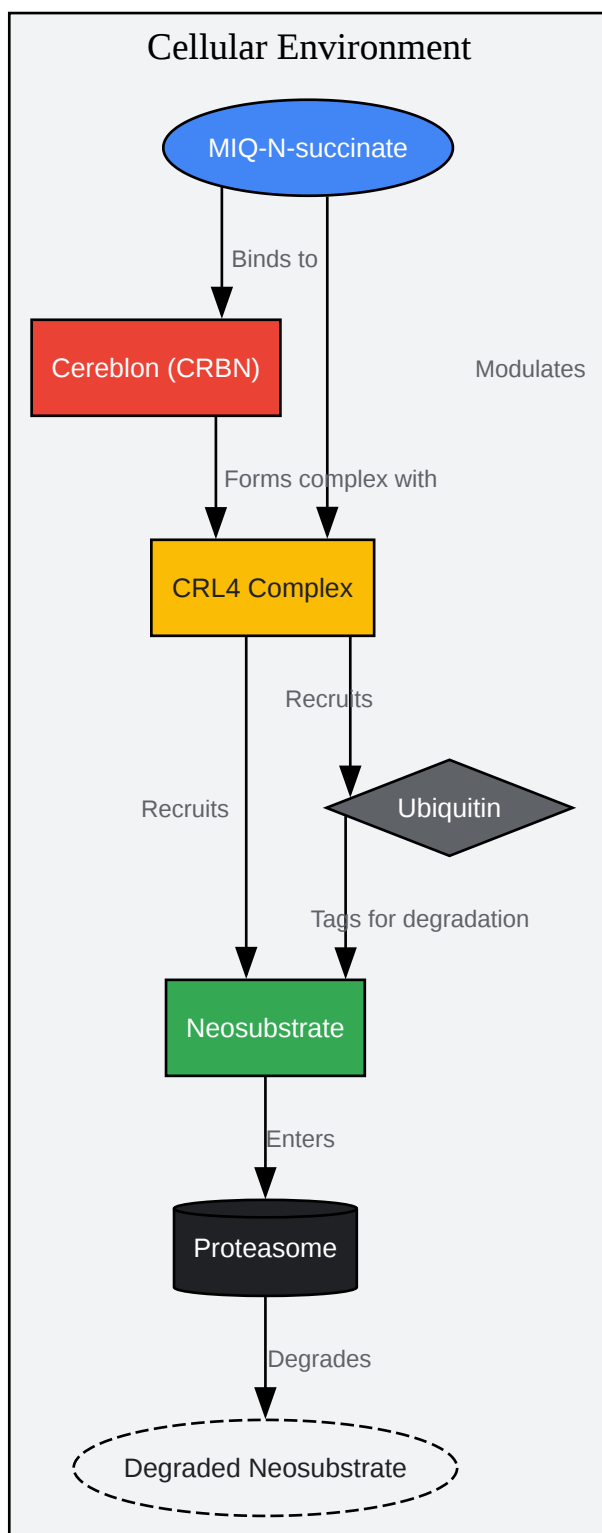 Cellular Environment
MIQ-N-succinate
Binds to
Cereblon (CRBN)
Modulates
Forms complex with
CRL4 Complex
Recruits
Recruits
Ubiquitin
Tags for degradation
Neosubstrate
Enters
Proteasome
Degrades
Degraded Neosubstrate